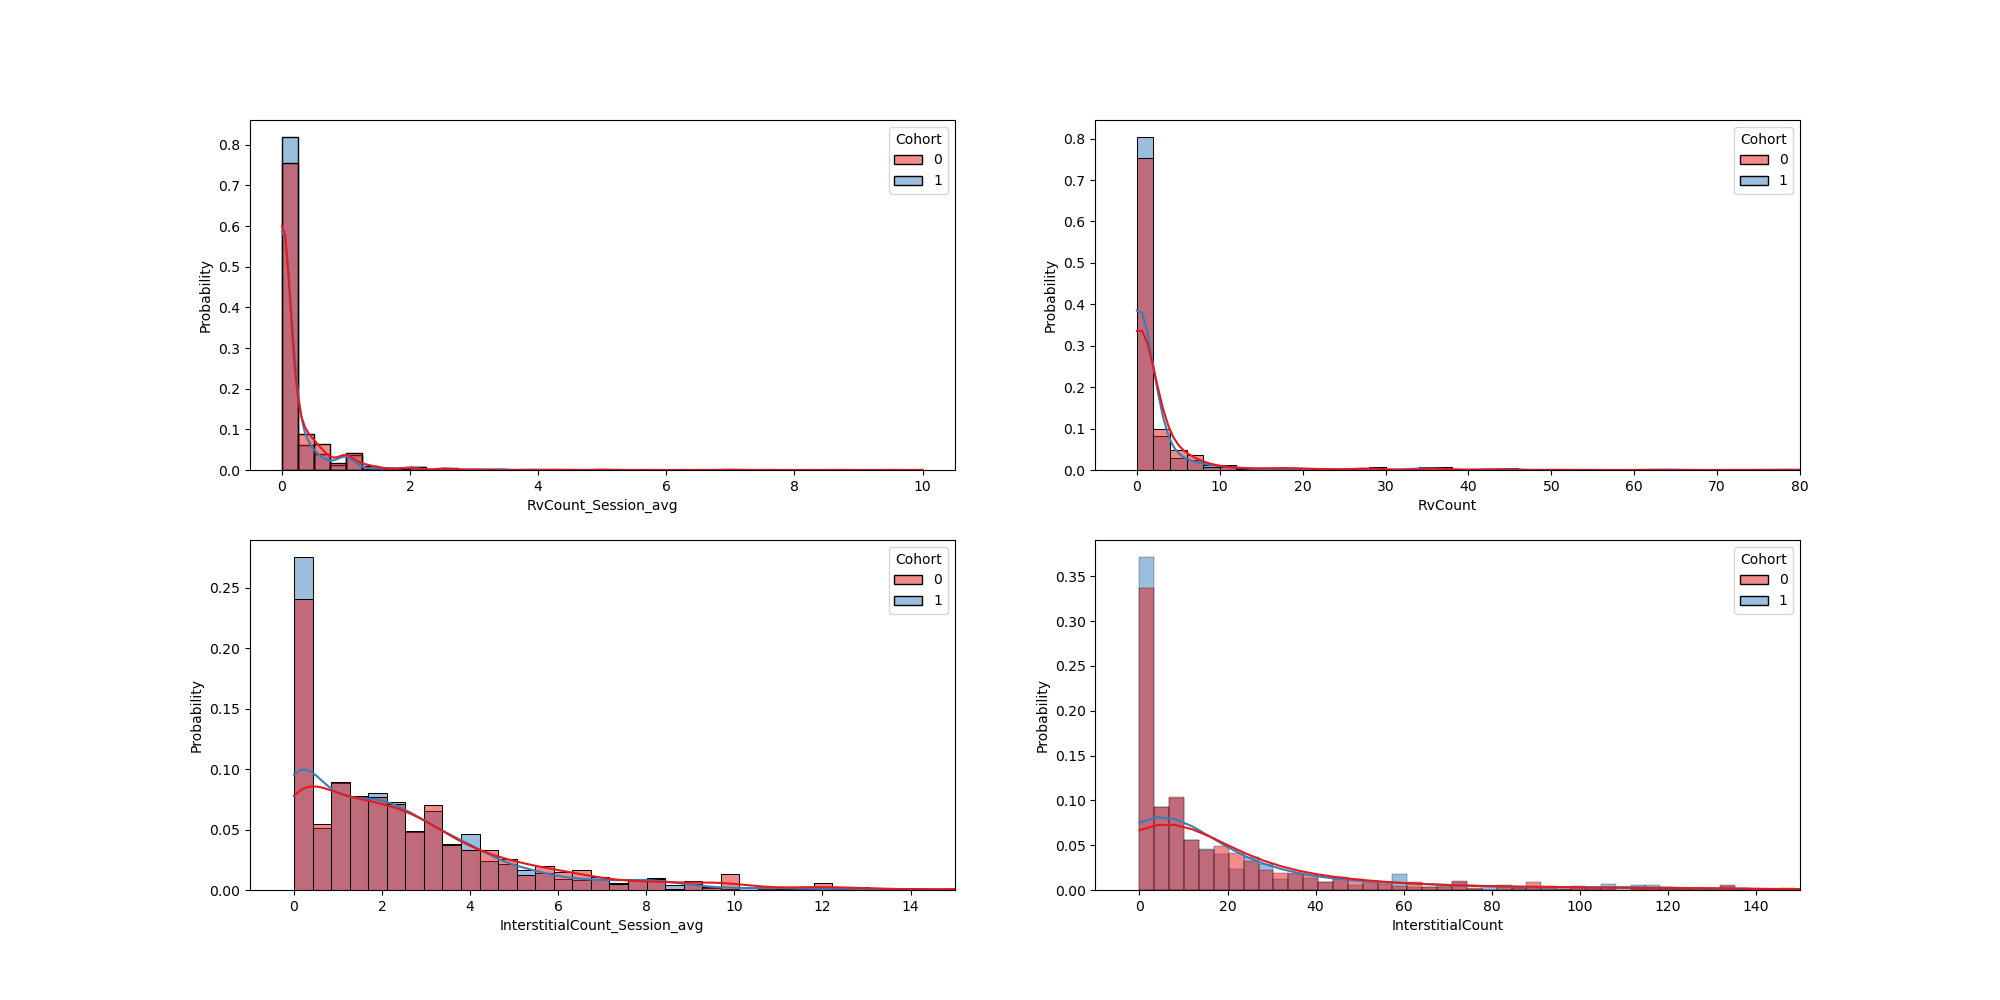 Cohort
0
1
0.8
0.7
0.6
0.5
0.4
0.3
0.2
0.1
0.0
Probability
0 2 4 6 8 10
RvCount_Session_avg
Cohort
0
1
0.8
0.7
0.6
0.5
0.4
0.3
0.2
0.1
0.0
Probability
0 10 20 30 40 50 60 70 80
RvCount
Cohort
0
1
0.25
0.20
0.15
0.10
0.05
0.00
Probability
0 2 4 6 8 10 12 14
InterstitialCount_Session_avg
Cohort
0
1
0.35
0.30
0.25
0.20
0.15
0.10
0.05
0.00
Probability
0 20 40 60 80 100 120 140
InterstitialCount